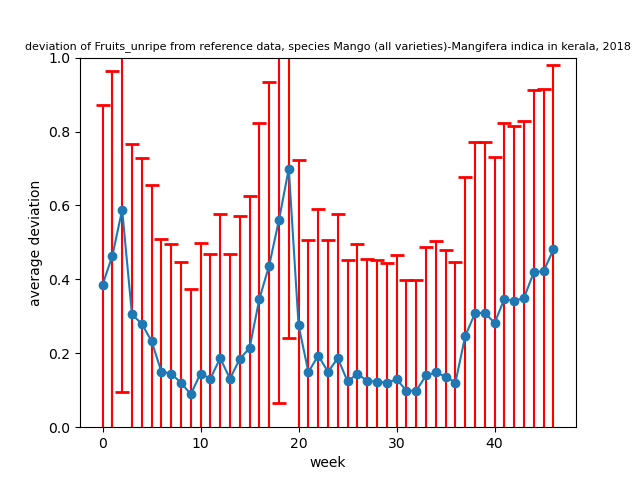 deviation of Fruits_unripe from reference data, species Mango (all varieties)-Mangifera indica in kerala, 2018
1.0
0.8
0.6
0.4
0.2
0.0
average deviation
0 10 20 30 40
week